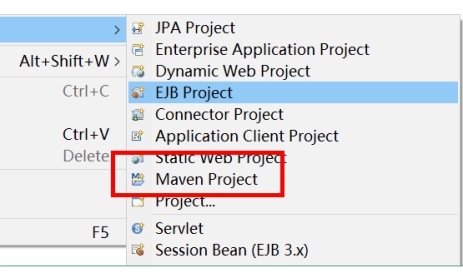 JPA Project
Enterprise Application Project
Alt+Shift+W >
Dynamic Web Project
Ctrl+C
EJB Project
Connector Project
Ctrl+V
Application Client Project
Delete
Static Web Project
Maven Project
Project...
F5
Servlet
Session Bean (EJB 3.x)